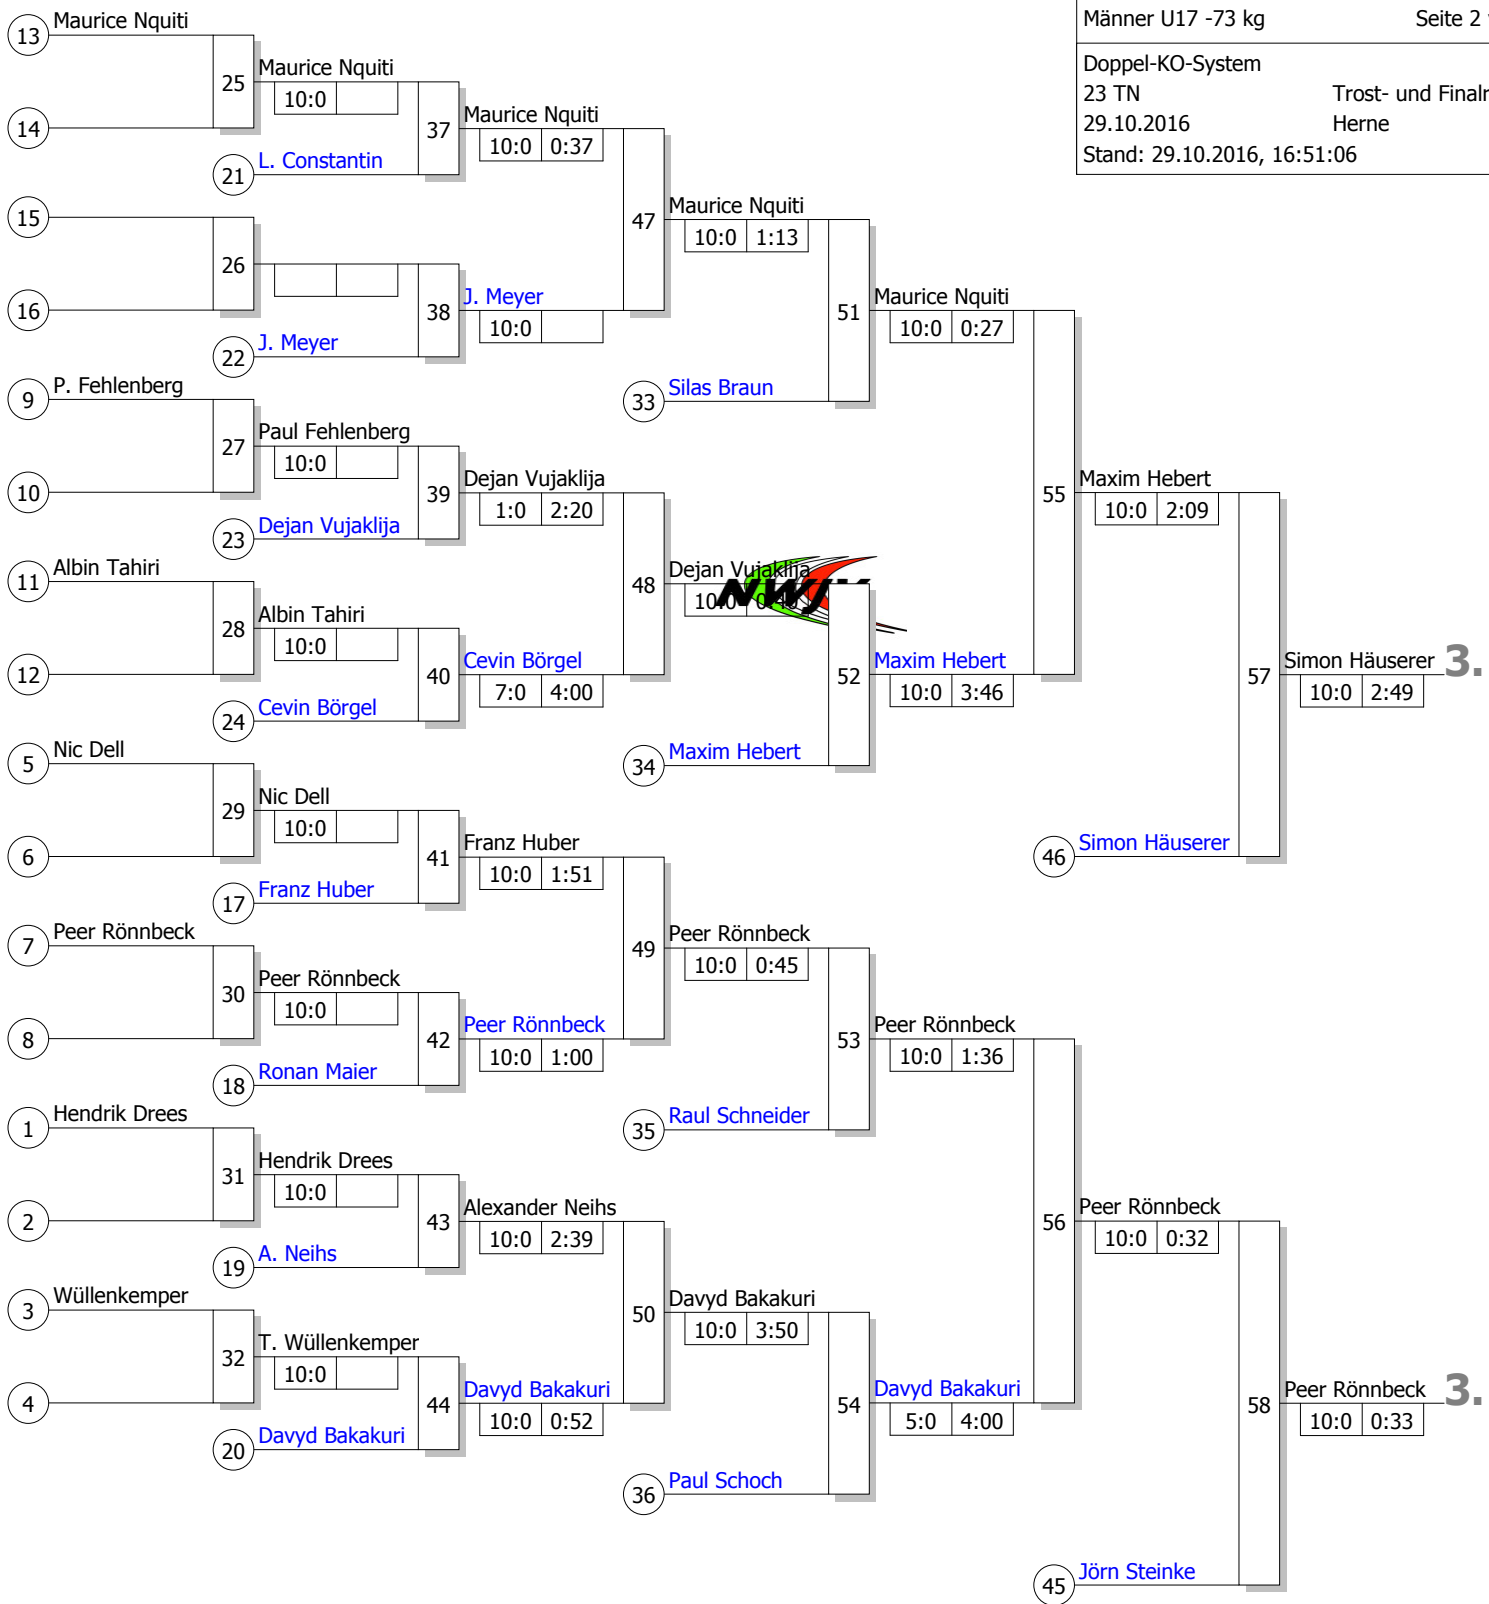 Männer U17 -73 kg Seite 2
Doppel-KO-System
23 TN Trost- und Finalr
29.10.2016 Herne
Stand: 29.10.2016, 16:51:06
13 Maurice Nquiti
25 Maurice Nquiti
10:0
14
37 Maurice Nquiti
10:0 0:37
21 L. Constantin
15
47 Maurice Nquiti
10:0 1:13
26
16
38 J. Meyer
10:0
22 J. Meyer
51 Maurice Nquiti
10:0 0:27
33 Silas Braun
9 P. Fehlenberg
27 Paul Fehlenberg
10:0
10
39 Dejan Vujaklija
1:0 2:20
23 Dejan Vujaklija
55 Maxim Hebert
10:0 2:09
11 Albin Tahiri
48 Dejan Vujaklija
10:0
NWJV
28 Albin Tahiri
10:0
12
40 Cevin Börgel
7:0 4:00
24 Cevin Börgel
52 Maxim Hebert
10:0 3:46
34 Maxim Hebert
57 Simon Häuserer 3.
10:0 2:49
46 Simon Häuserer
5 Nic Dell
29 Nic Dell
10:0
6
41 Franz Huber
10:0 1:51
17 Franz Huber
7 Peer Rönnbeck
49 Peer Rönnbeck
10:0 0:45
30 Peer Rönnbeck
10:0
8
42 Peer Rönnbeck
10:0 1:00
18 Ronan Maier
53 Peer Rönnbeck
10:0 1:36
35 Raul Schneider
1 Hendrik Drees
31 Hendrik Drees
10:0
2
43 Alexander Neihs
10:0 2:39
19 A. Neihs
56 Peer Rönnbeck
10:0 0:32
3 Wüllenkemper
50 Davyd Bakakuri
10:0 3:50
32 T. Wüllenkemper
10:0
4
44 Davyd Bakakuri
10:0 0:52
20 Davyd Bakakuri
54 Davyd Bakakuri
5:0 4:00
36 Paul Schoch
58 Peer Rönnbeck 3.
10:0 0:33
45 Jörn Steinke